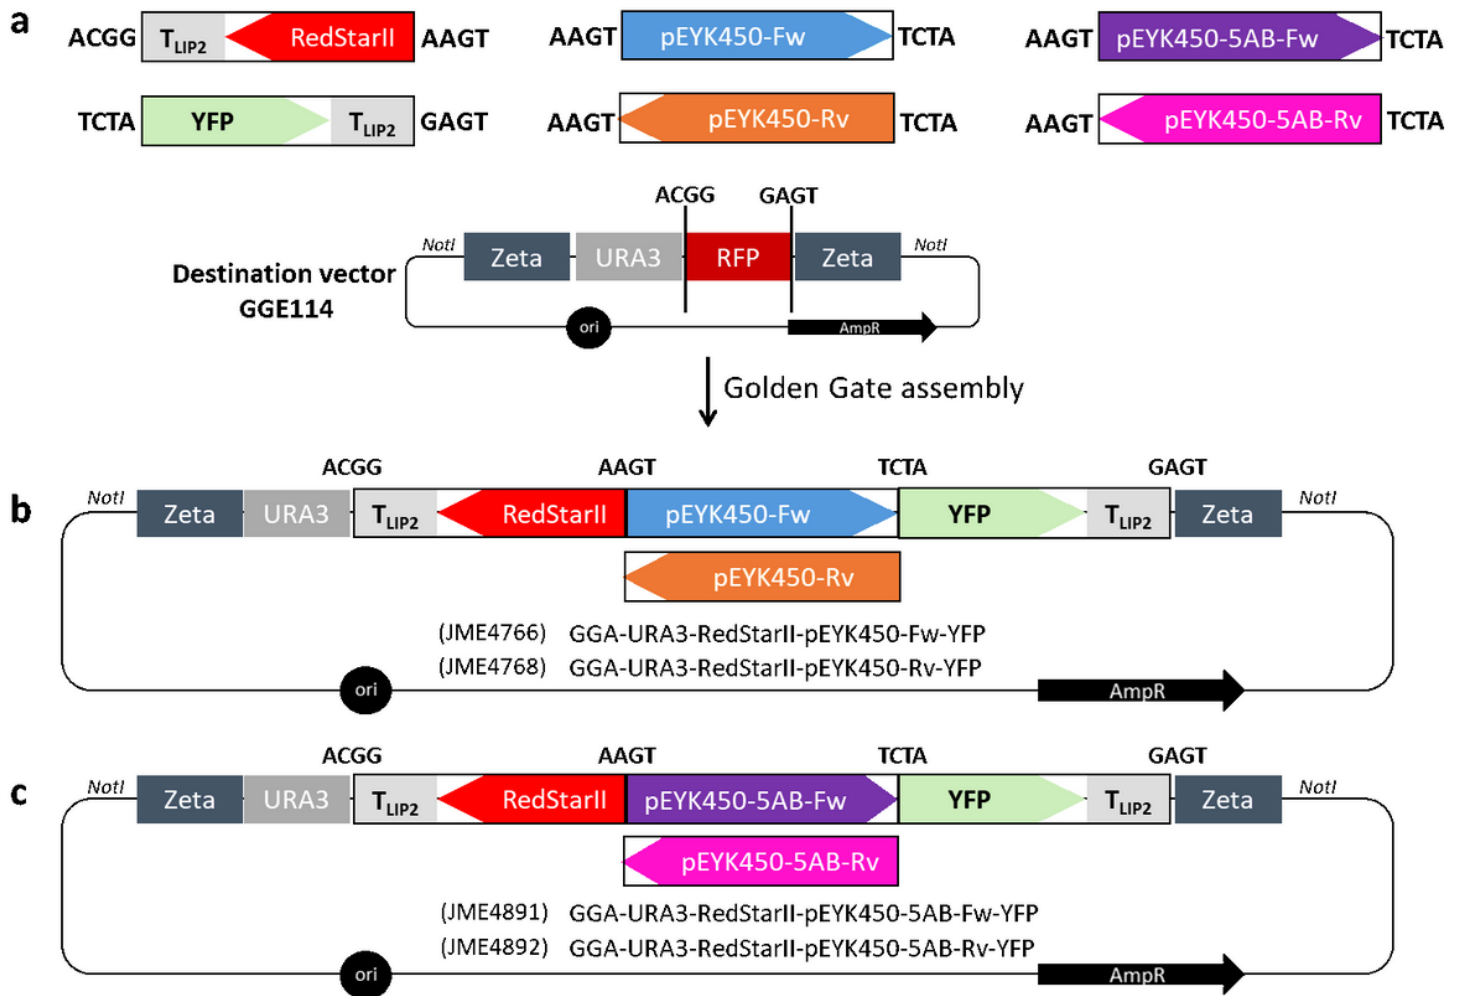 a
ACGG TLIP2 RedStarII AAGT AAGT pEYK450-Fw TCTA AAGT pEYK450-5AB-Fw TCTA
TCTA YFP TLIP2 GAGT AAGT pEYK450-Rv TCTA AAGT pEYK450-5AB-Rv TCTA
ACGG GAGT
NotI Zeta URA3 RFP Zeta NotI
Destination vector
GGE114
ori AmpR
Golden Gate assembly
ACGG AAGT TCTA GAGT
b NotI Zeta URA3 TLIP2 RedStarII pEYK450-Fw YFP TLIP2 Zeta NotI
pEYK450-Rv
(JME4766) GGA-URA3-RedStarII-pEYK450-Fw-YFP
(JME4768) GGA-URA3-RedStarII-pEYK450-Rv-YFP
ori AmpR
ACGG AAGT TCTA GAGT
c NotI Zeta URA3 TLIP2 RedStarII pEYK450-5AB-Fw YFP TLIP2 Zeta NotI
pEYK450-5AB-Rv
(JME4891) GGA-URA3-RedStarII-pEYK450-5AB-Fw-YFP
(JME4892) GGA-URA3-RedStarII-pEYK450-5AB-Rv-YFP
ori AmpR